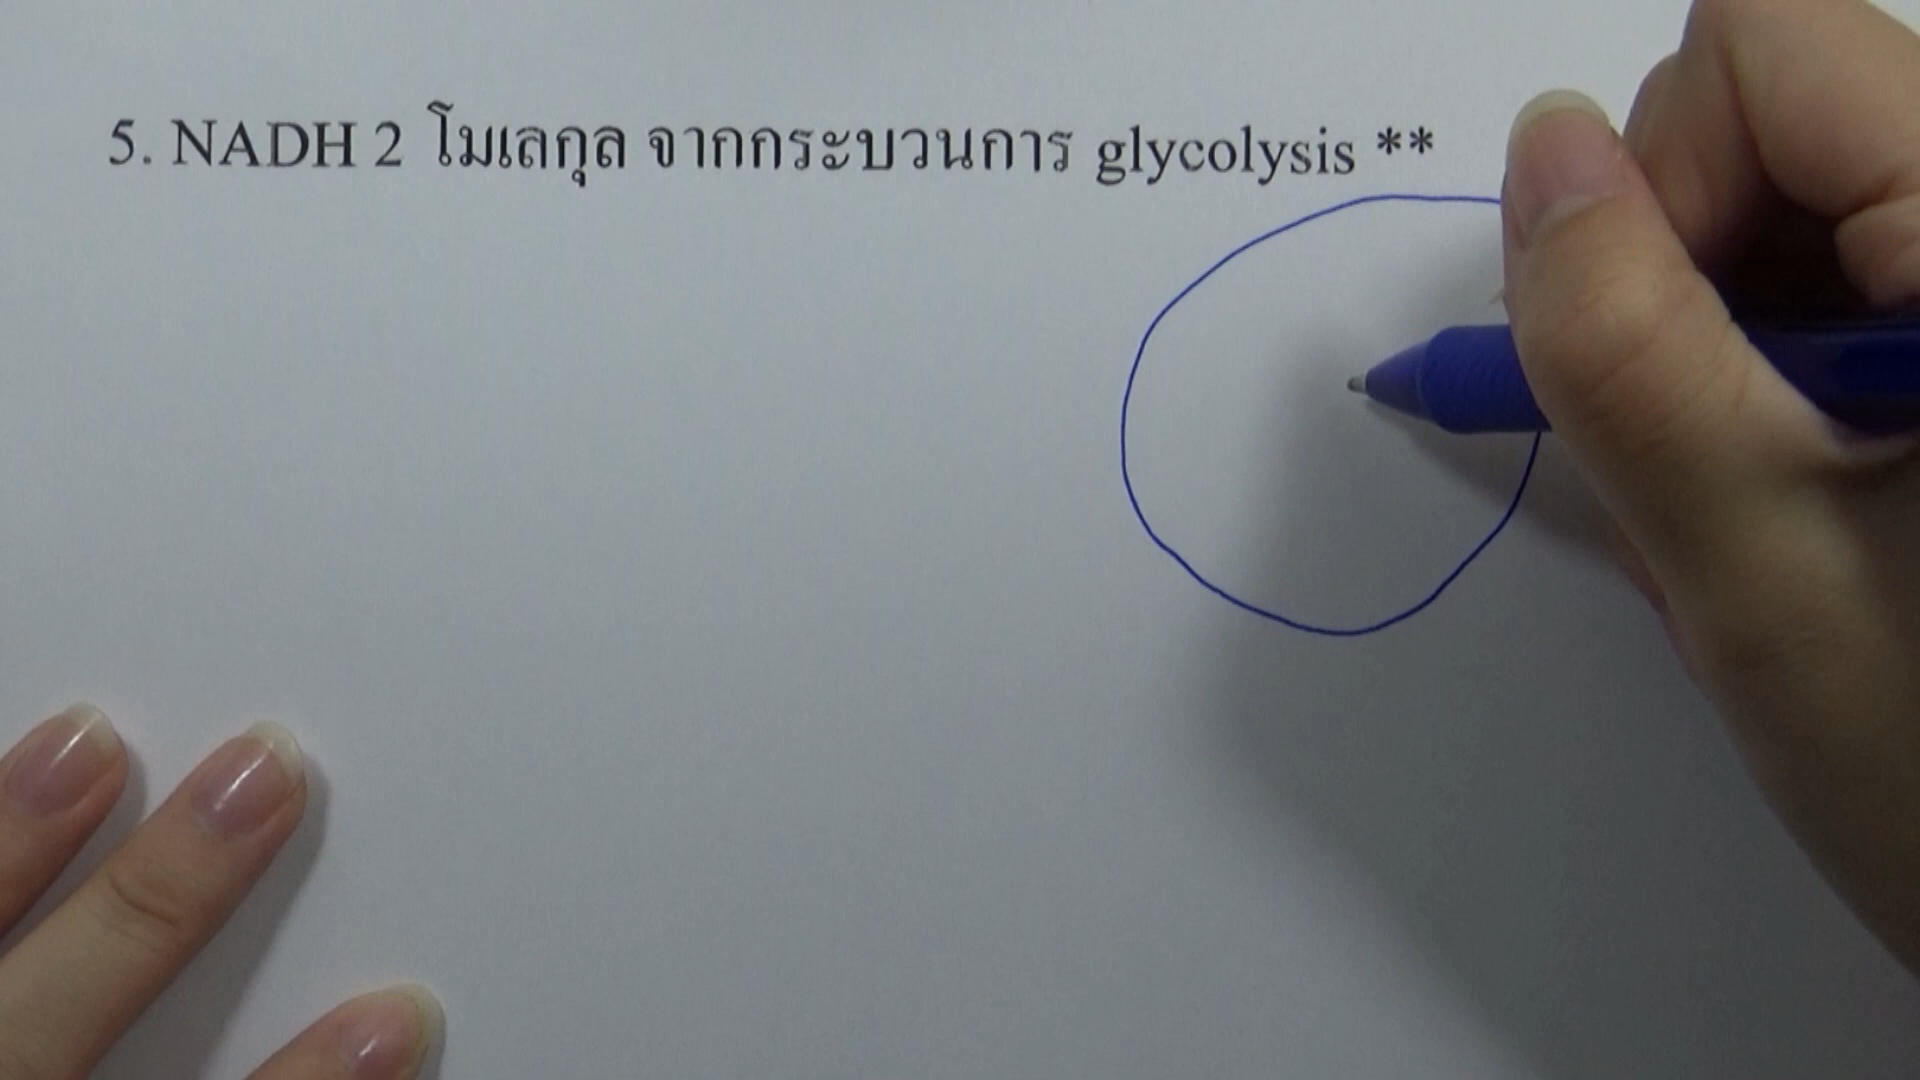 5. NADH 2 โมเลกุล จากกระบวนการ glycolysis **